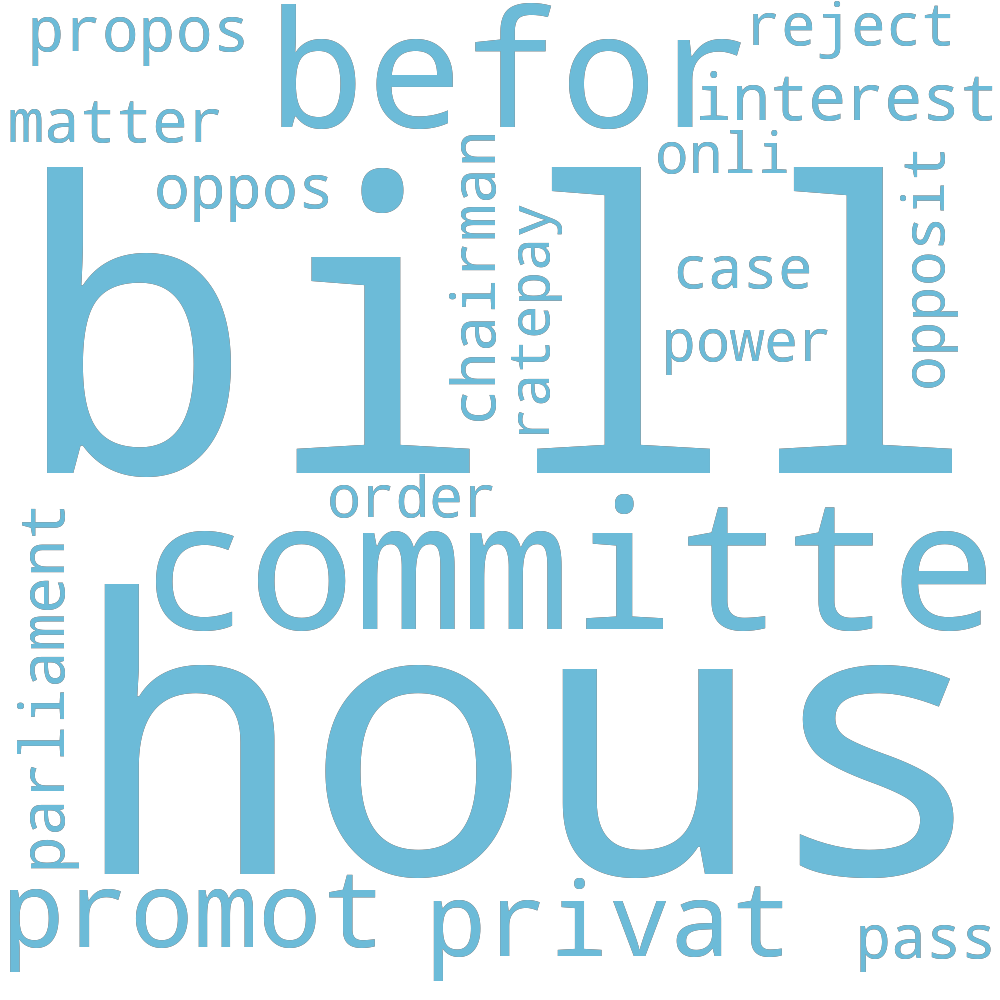 propos
befor
reject
interest
matter
onli
oppos
chairman
ratepay
opposit
bill
case
power
order
parliament
committe
hous
promot
privat
pass